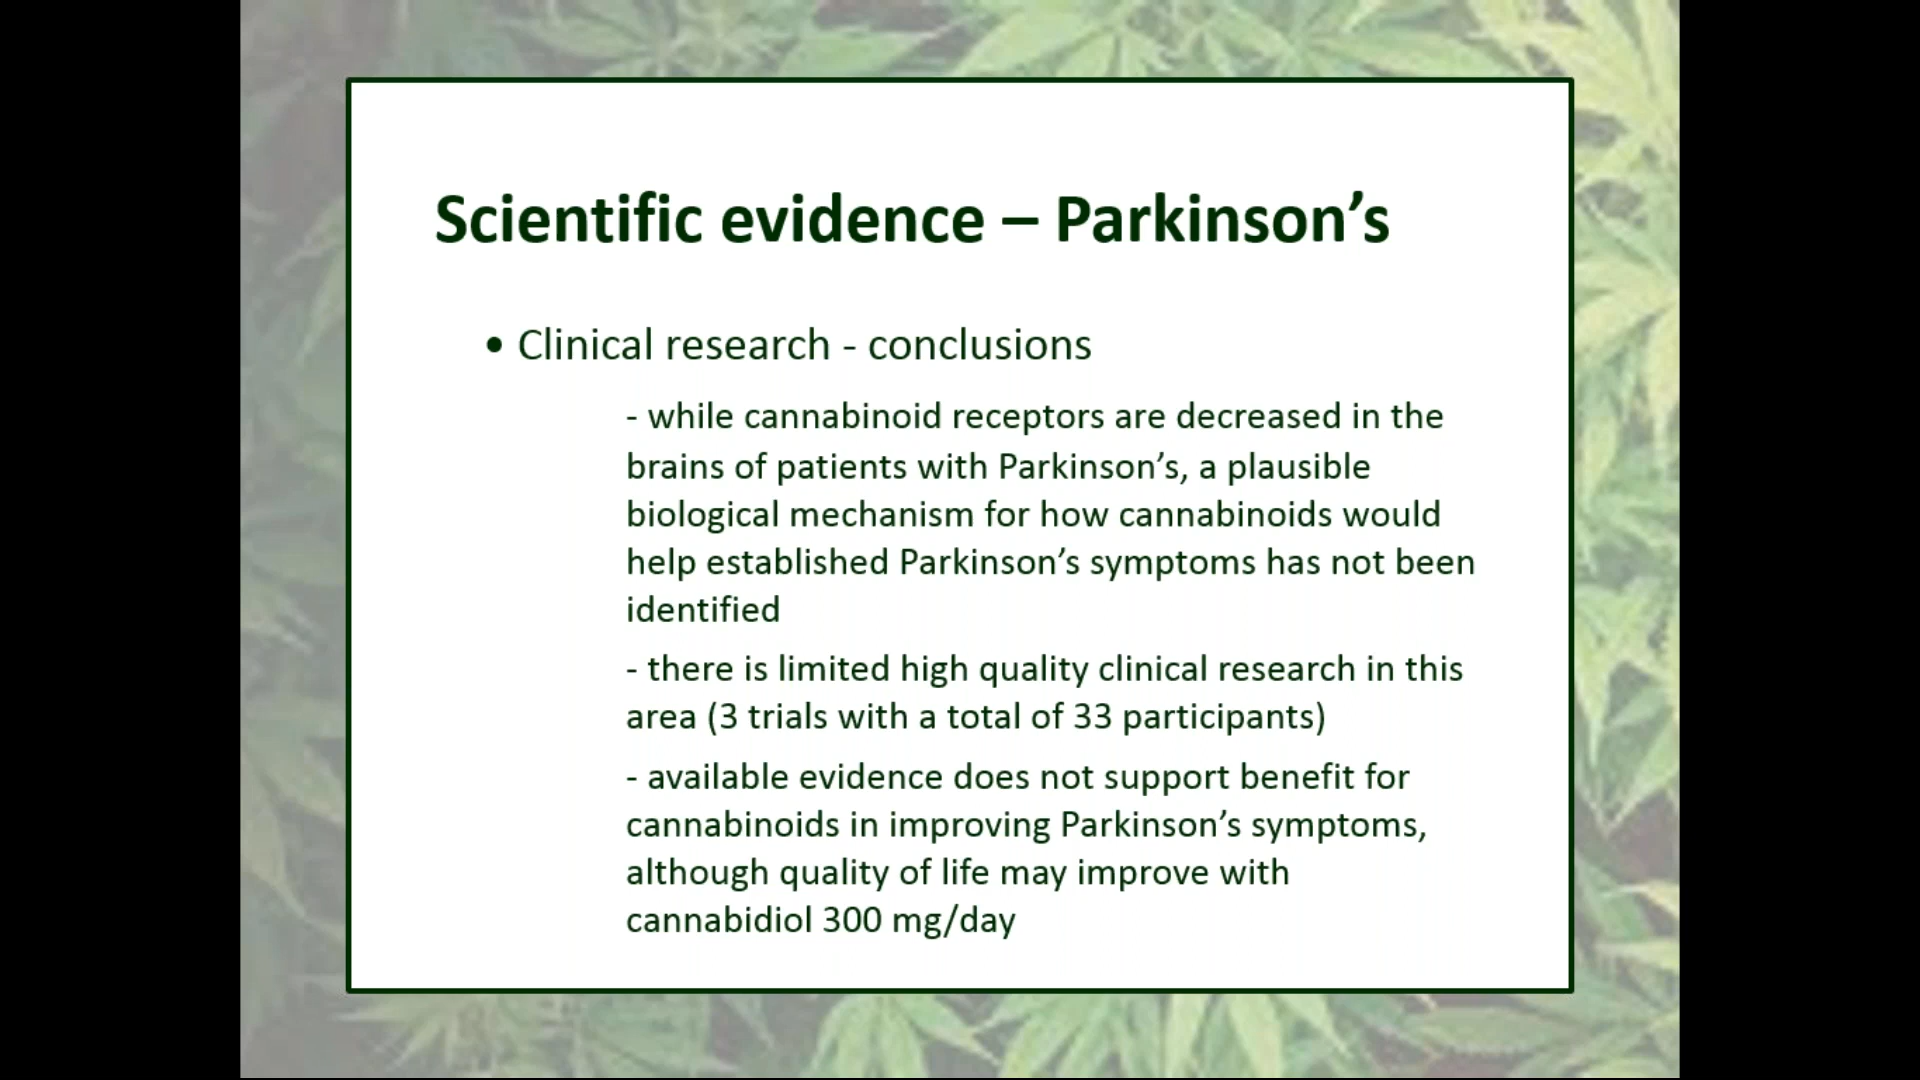 Scientific evidence – Parkinson’s
• Clinical research - conclusions
- while cannabinoid receptors are decreased in the
brains of patients with Parkinson’s, a plausible
biological mechanism for how cannabinoids would
help established Parkinson’s symptoms has not been
identified
- there is limited high quality clinical research in this
area (3 trials with a total of 33 participants)
- available evidence does not support benefit for
cannabinoids in improving Parkinson’s symptoms,
although quality of life may improve with
cannabidiol 300 mg/day